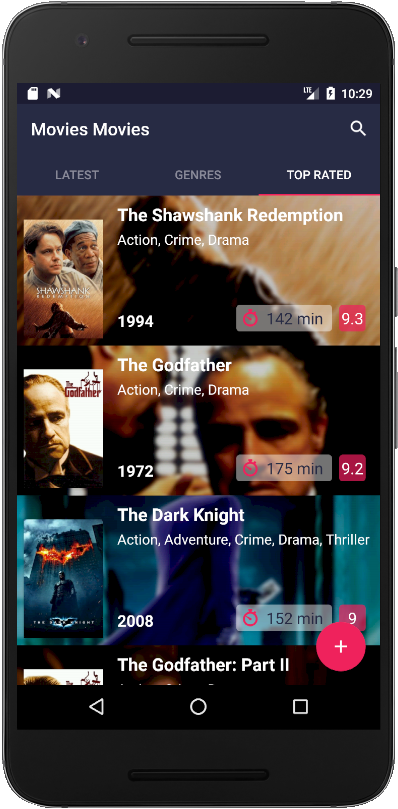 LTE
10:29
Movies Movies
LATEST
GENRES
TOP RATED
The Shawshank Redemption
Action, Crime, Drama
SHAWSHANK
REDEMPTION
1994
142 min
9.3
The Godfather
Action, Crime, Drama
The
Godfather
1972
175 min
9.2
The Dark Knight
Action, Adventure, Crime, Drama, Thriller
THE DARK KNIGHT
2008
152 min
9
+
The Godfather: Part II